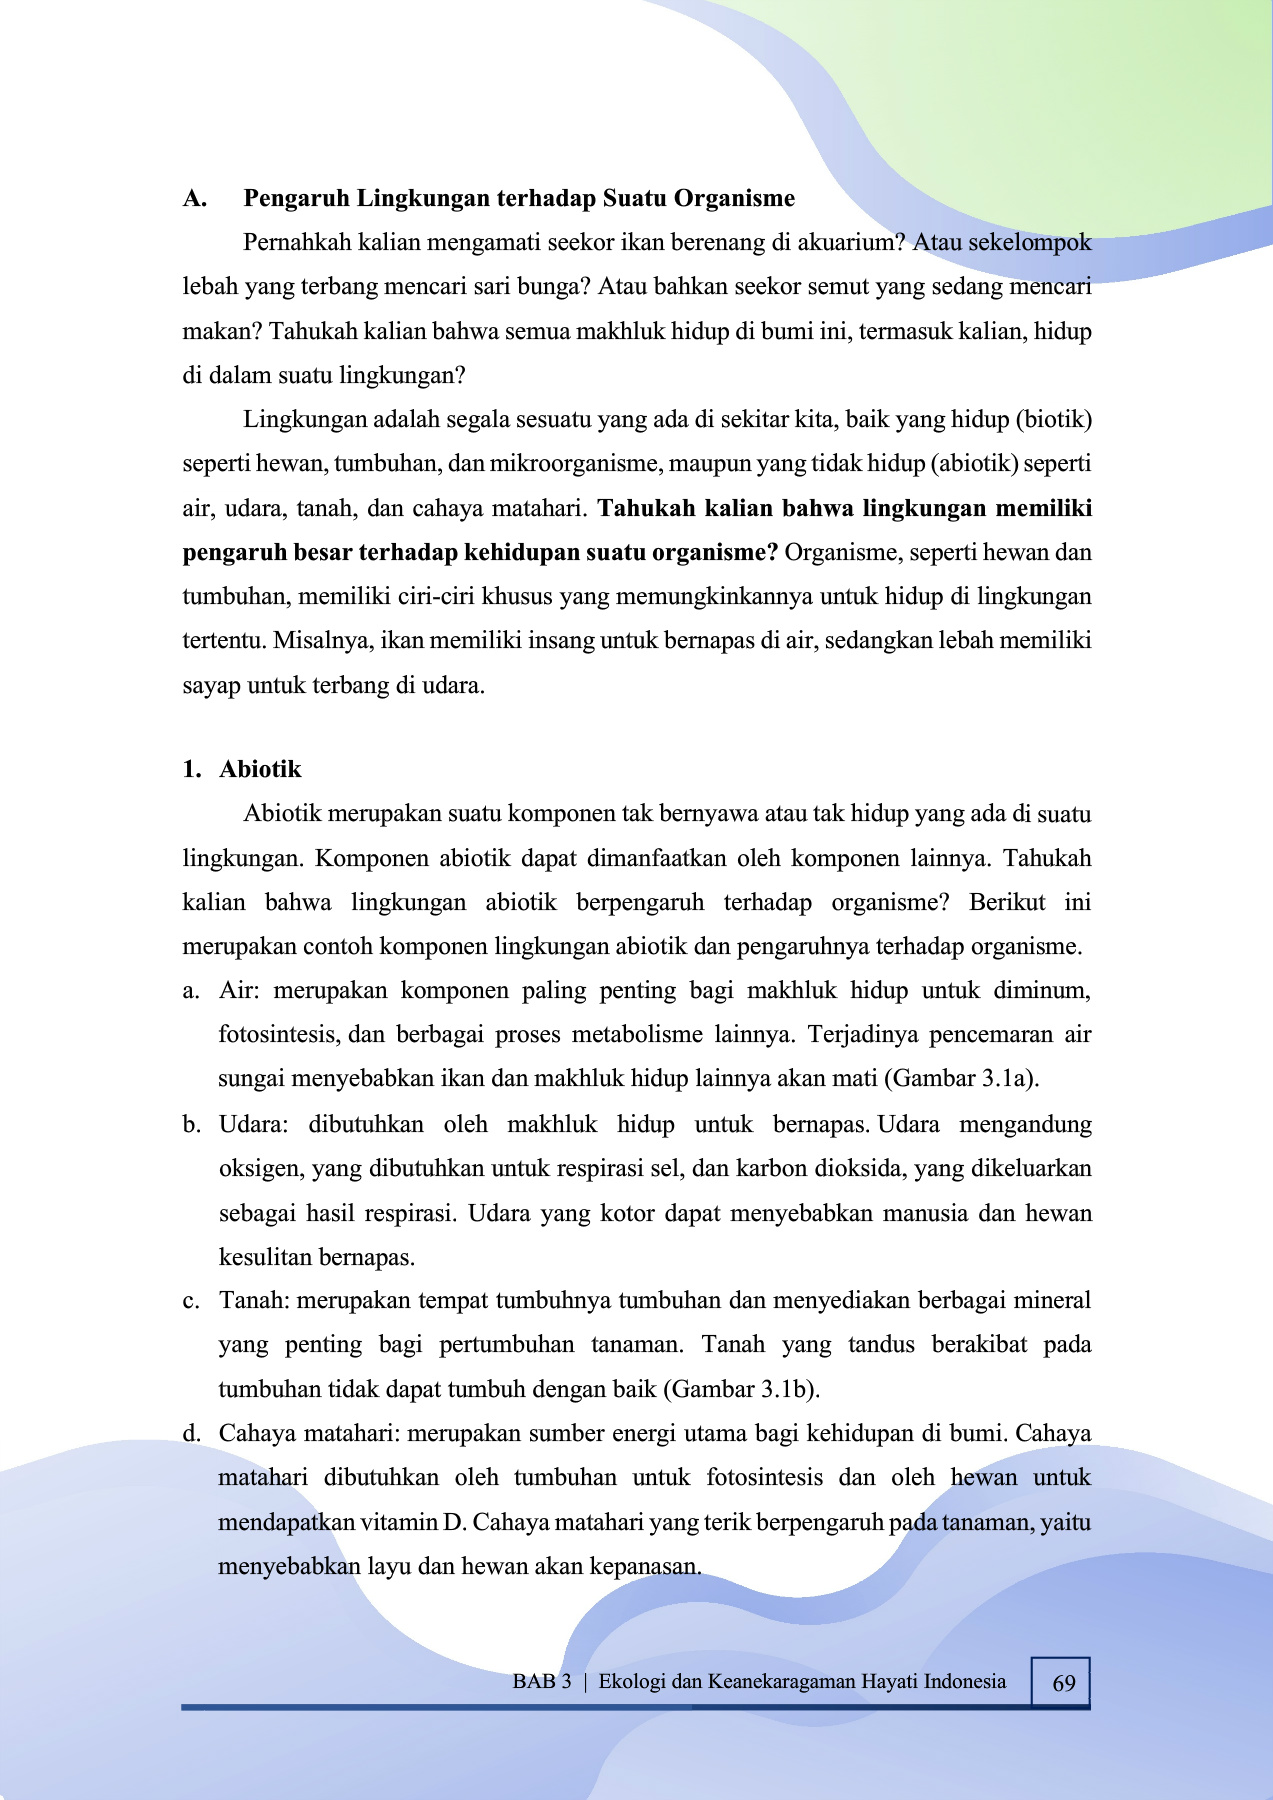 A. Pengaruh Lingkungan terhadap Suatu Organisme
Pernahkah kalian mengamati seekor ikan berenang di akuarium? Atau sekelompok
lebah yang terbang mencari sari bunga? Atau bahkan seekor semut yang sedang mencari
makan? Tahukah kalian bahwa semua makhluk hidup di bumi ini, termasuk kalian, hidup
di dalam suatu lingkungan?
Lingkungan adalah segala sesuatu yang ada di sekitar kita, baik yang hidup (biotik)
seperti hewan, tumbuhan, dan mikroorganisme, maupun yang tidak hidup (abiotik) seperti
air, udara, tanah, dan cahaya matahari. Tahukah kalian bahwa lingkungan memiliki
pengaruh besar terhadap kehidupan suatu organisme? Organisme, seperti hewan dan
tumbuhan, memiliki ciri-ciri khusus yang memungkinkannya untuk hidup di lingkungan
tertentu. Misalnya, ikan memiliki insang untuk bernapas di air, sedangkan lebah memiliki
sayap untuk terbang di udara.
1. Abiotik
Abiotik merupakan suatu komponen tak bernyawa atau tak hidup yang ada di suatu
lingkungan. Komponen abiotik dapat dimanfaatkan oleh komponen lainnya. Tahukah
kalian bahwa lingkungan abiotik berpengaruh terhadap organisme? Berikut ini
merupakan contoh komponen lingkungan abiotik dan pengaruhnya terhadap organisme.
a. Air: merupakan komponen paling penting bagi makhluk hidup untuk diminum,
fotosintesis, dan berbagai proses metabolisme lainnya. Terjadinya pencemaran air
sungai menyebabkan ikan dan makhluk hidup lainnya akan mati (Gambar 3.1a).
b. Udara: dibutuhkan oleh makhluk hidup untuk bernapas. Udara mengandung
oksigen, yang dibutuhkan untuk respirasi sel, dan karbon dioksida, yang dikeluarkan
sebagai hasil respirasi. Udara yang kotor dapat menyebabkan manusia dan hewan
kesulitan bernapas.
c. Tanah: merupakan tempat tumbuhnya tumbuhan dan menyediakan berbagai mineral
yang penting bagi pertumbuhan tanaman. Tanah yang tandus berakibat pada
tumbuhan tidak dapat tumbuh dengan baik (Gambar 3.1b).
d. Cahaya matahari: merupakan sumber energi utama bagi kehidupan di bumi. Cahaya
matahari dibutuhkan oleh tumbuhan untuk fotosintesis dan oleh hewan untuk
mendapatkan vitamin D. Cahaya matahari yang terik berpengaruh pada tanaman, yaitu
menyebabkan layu dan hewan akan kepanasan.
BAB 3 | Ekologi dan Keanekaragaman Hayati Indonesia 69